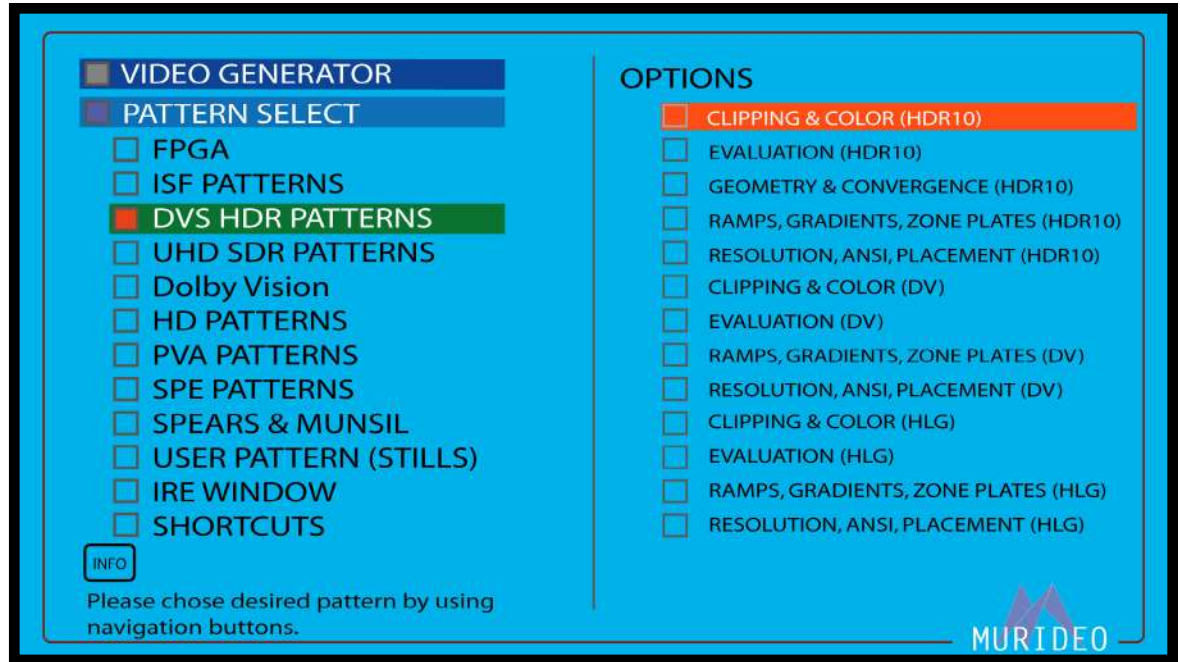 VIDEO GENERATOR
PATTERN SELECT
FPGA
ISF PATTERNS
DVS HDR PATTERNS
UHD SDR PATTERNS
Dolby Vision
HD PATTERNS
PVA PATTERNS
SPE PATTERNS
SPEARS & MUNSIL
USER PATTERN (STILLS)
IRE WINDOW
SHORTCUTS
INFO
Please chose desired pattern by using
navigation buttons.
OPTIONS
CLIPPING & COLOR (HDR10)
EVALUATION (HDR10)
GEOMETRY & CONVERGENCE (HDR10)
RAMPS, GRADIENTS, ZONE PLATES (HDR10)
RESOLUTION, ANSI, PLACEMENT (HDR10)
CLIPPING & COLOR (DV)
EVALUATION (DV)
RAMPS, GRADIENTS, ZONE PLATES (DV)
RESOLUTION, ANSI, PLACEMENT (DV)
CLIPPING & COLOR (HLG)
EVALUATION (HLG)
RAMPS, GRADIENTS, ZONE PLATES (HLG)
RESOLUTION, ANSI, PLACEMENT (HLG)
MURIDEO